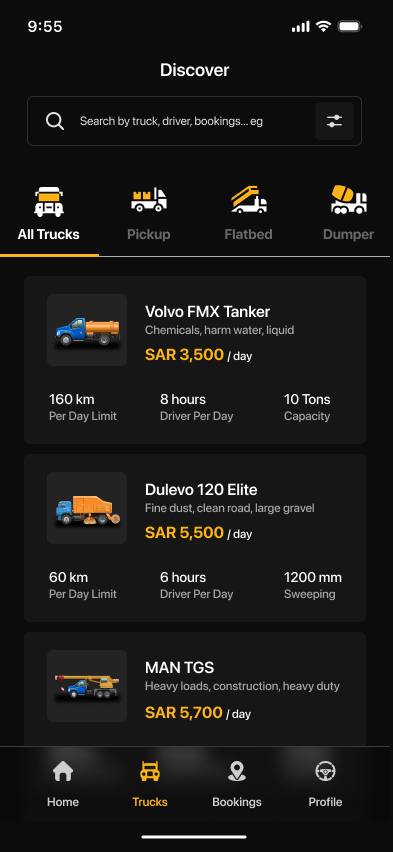 9:55
Discover
Search by truck, driver, bookings... eg
All Trucks Pickup Flatbed Dumper
Volvo FMX Tanker
Chemicals, harm water, liquid
SAR 3,500 / day
160 km 8 hours 10 Tons
Per Day Limit Driver Per Day Capacity
Dulevo 120 Elite
Fine dust, clean road, large gravel
SAR 5,500 / day
60 km 6 hours 1200 mm
Per Day Limit Driver Per Day Sweeping
MAN TGS
Heavy loads, construction, heavy duty
SAR 5,700 / day
Home Trucks Bookings Profile